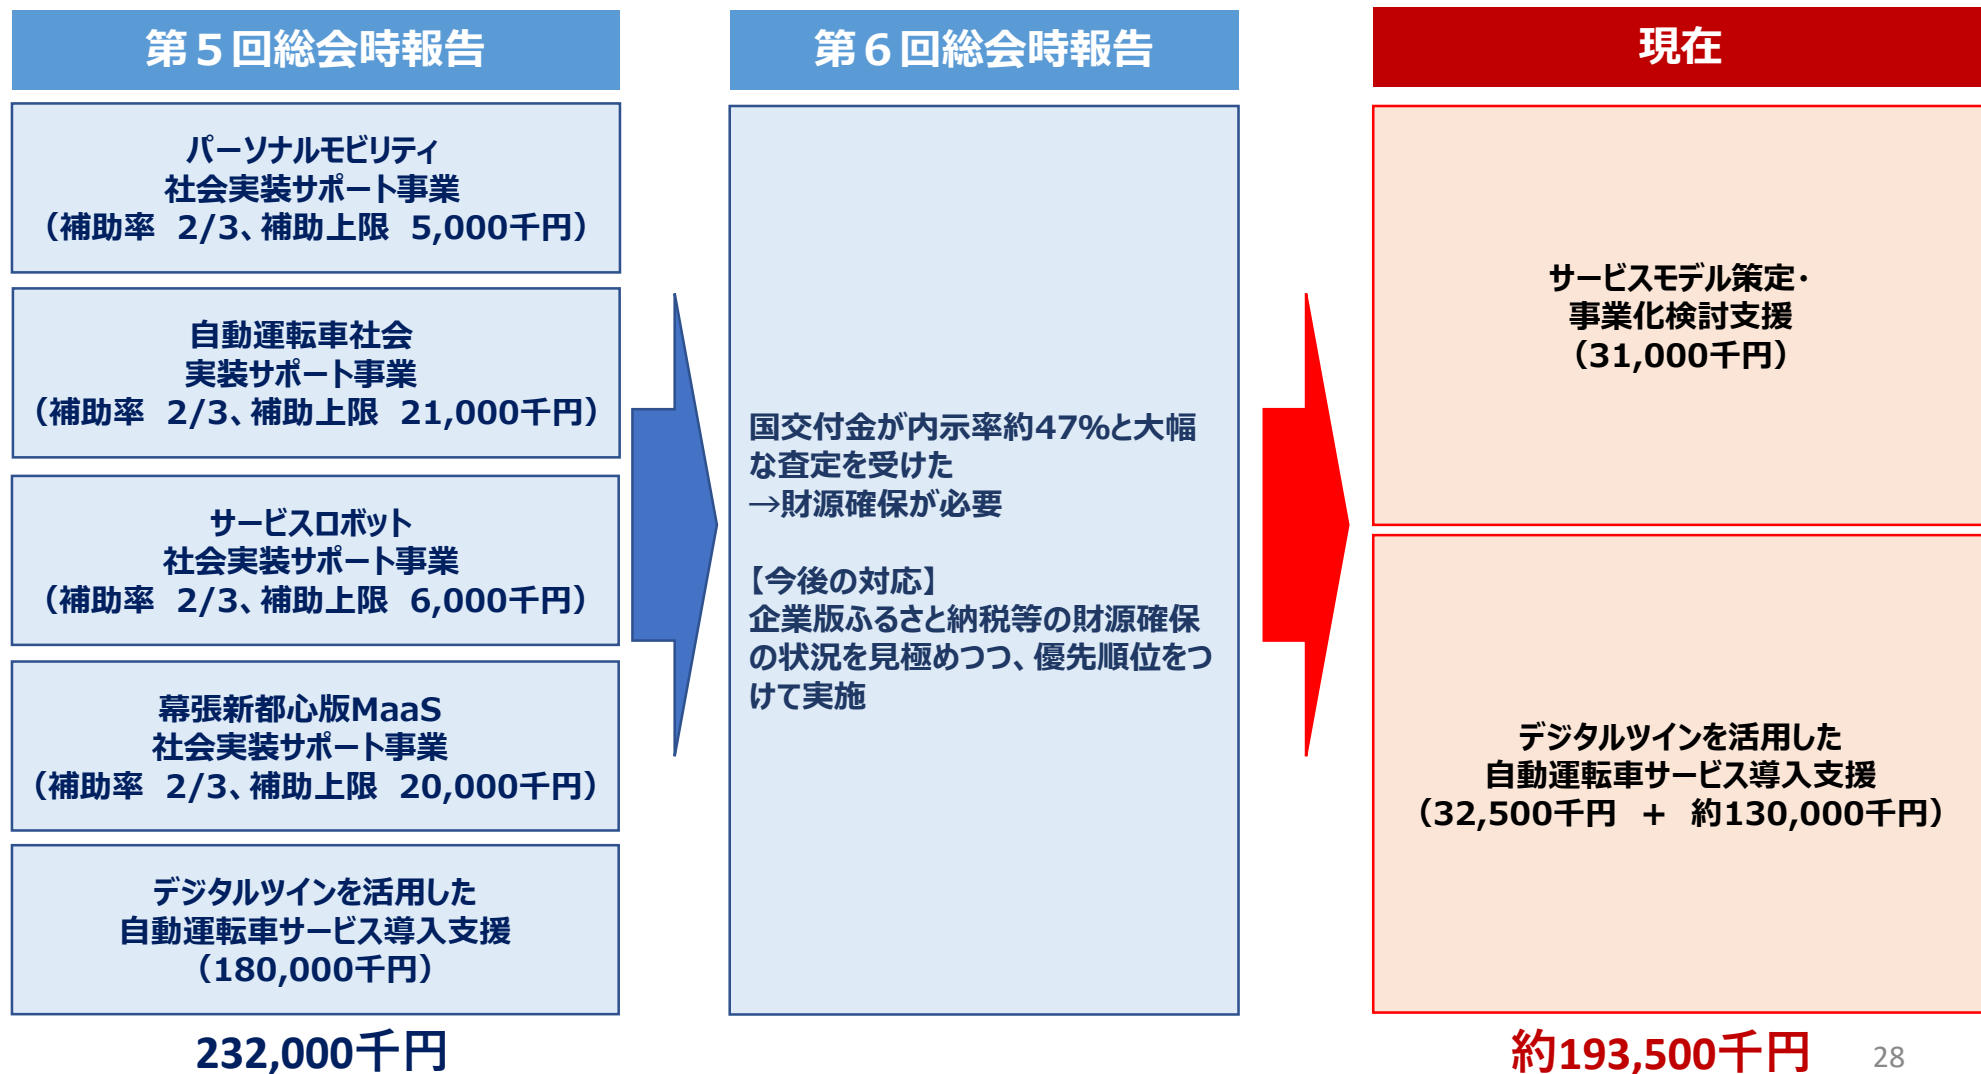 第５回総会時報告
パーソナルモビリティ
社会実装サポート事業
（補助率　2/3、補助上限　5,000千円）
自動運転車社会
実装サポート事業
（補助率　2/3、補助上限　21,000千円）
サービスロボット
社会実装サポート事業
（補助率　2/3、補助上限　6,000千円）
幕張新都心版MaaS
社会実装サポート事業
（補助率　2/3、補助上限　20,000千円）
デジタルツインを活用した
自動運転車サービス導入支援
（180,000千円）
232,000千円
第６回総会時報告
国交付金が内示率約47%と大幅
な査定を受けた
→財源確保が必要
【今後の対応】
企業版ふるさと納税等の財源確保
の状況を見極めつつ、優先順位をつ
けて実施
現在
サービスモデル策定・
事業化検討支援
（31,000千円）
デジタルツインを活用した
自動運転車サービス導入支援
（32,500千円　+　約130,000千円）
約193,500千円
28